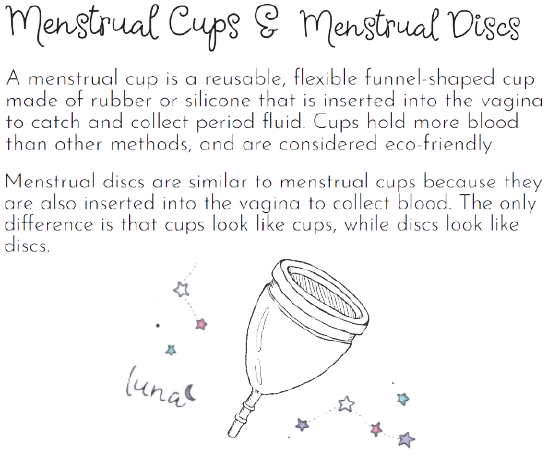 Menstrual Cups & Menstrual Discs
A menstrual cup is a reusable, flexible funnel-shaped cup
made of rubber or silicone that is inserted into the vagina
to catch and collect period fluid. Cups hold more blood
than other methods, and are considered eco-friendly.
Menstrual discs are similar to menstrual cups because they
are also inserted into the vagina to collect blood. The only
difference is that cups look like cups, while discs look like
discs.
luna